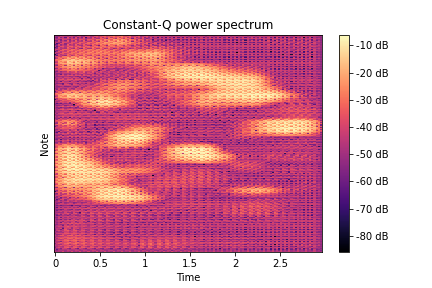 Constant-Q power spectrum
Note
-10 dB
-20 dB
-30 dB
-40 dB
-50 dB
-60 dB
-70 dB
-80 dB
0 0.5 1 1.5 2 2.5
Time